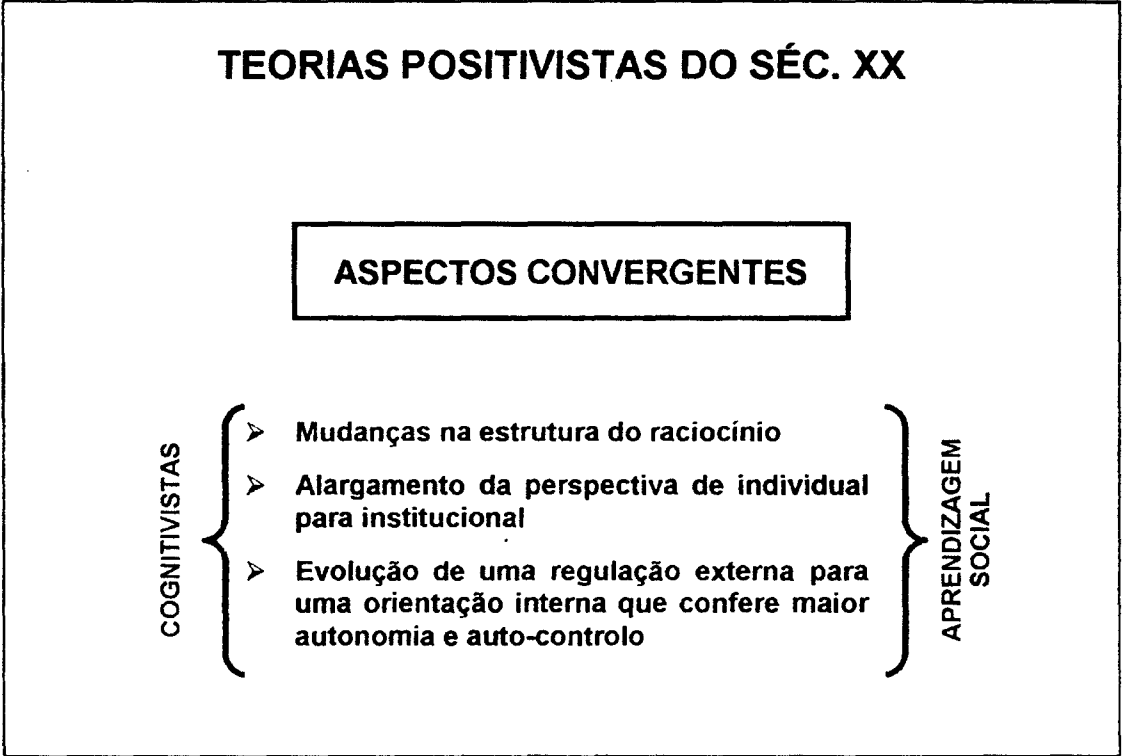 TEORIAS POSITIVISTAS DO SÉC. XX
ASPECTOS CONVERGENTES
COGNITIVISTAS
➢ Mudanças na estrutura do raciocínio
➢ Alargamento da perspectiva de individual
para institucional
➢ Evolução de uma regulação externa para
uma orientação interna que confere maior
autonomia e auto-controlo
APRENDIZAGEM
SOCIAL